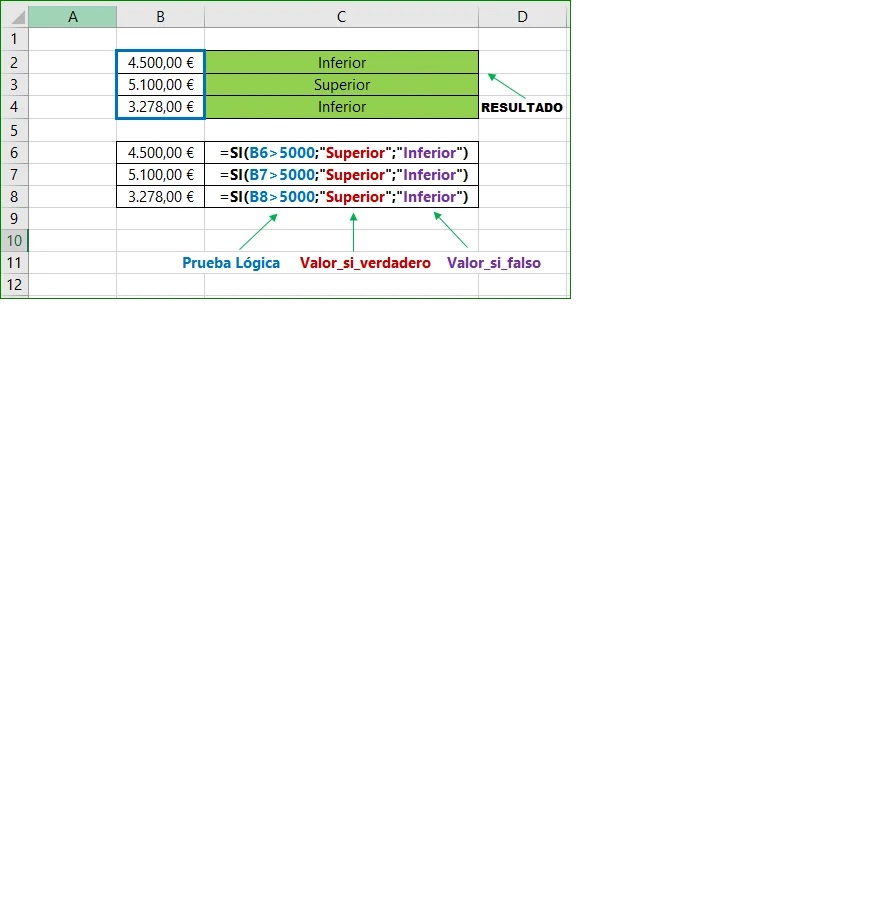 A B C D
1
2 4.500,00 € Inferior
3 5.100,00 € Superior
4 3.278,00 € Inferior RESULTADO
5
6 4.500,00 € =SI(B6>5000;"Superior";"Inferior")
7 5.100,00 € =SI(B7>5000;"Superior";"Inferior")
8 3.278,00 € =SI(B8>5000;"Superior";"Inferior")
9
10
11 Prueba Lógica Valor_si_verdadero Valor_si_falso
12